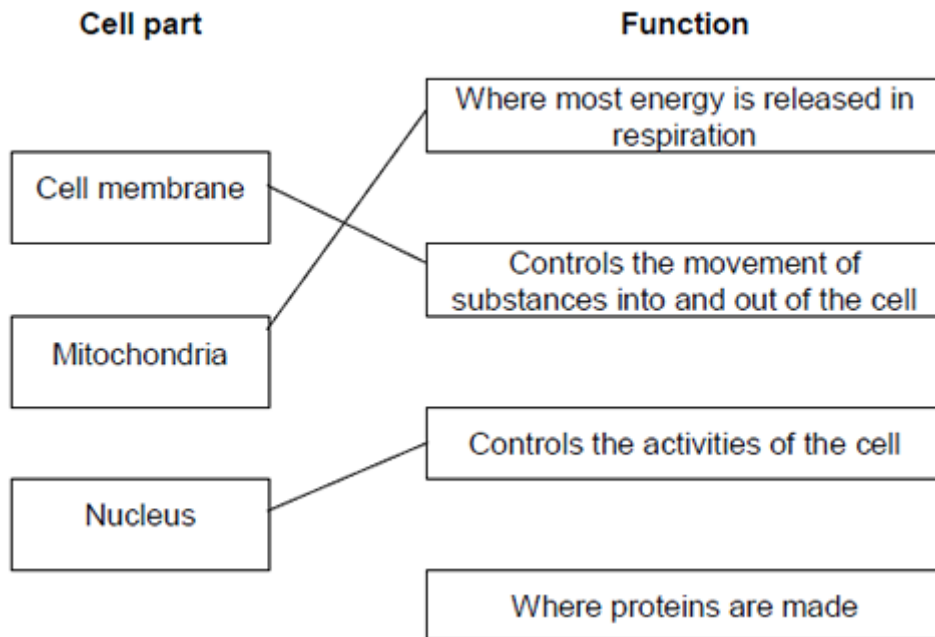 Cell part
Function
Where most energy is released in
respiration
Cell membrane
Controls the movement of
substances into and out of the cell
Mitochondria
Controls the activities of the cell
Nucleus
Where proteins are made